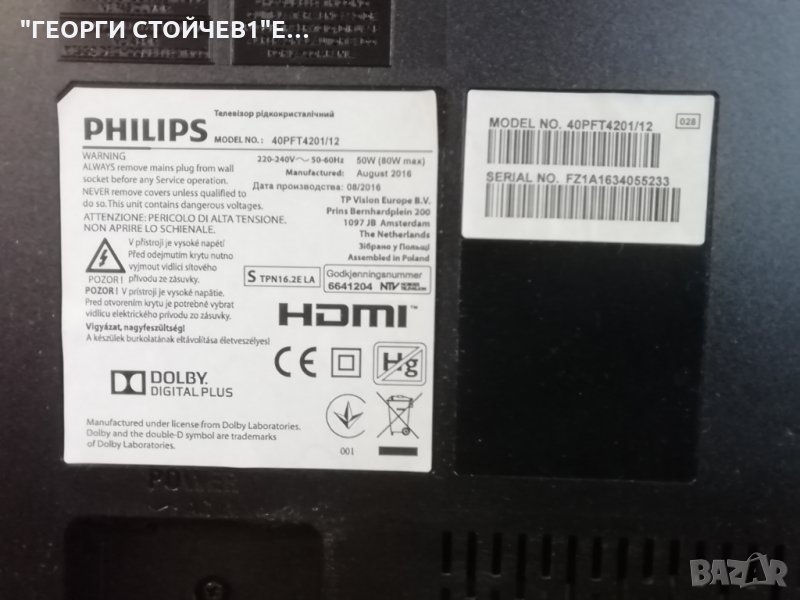 "ГЕОРГИ СТОЙЧЕВ1"Е...
Телевізор рідкокристалічний
PHILIPS
MODEL NO.: 40PFT4201/12
WARNING
ALWAYS remove mains plug from wall
socket before any Service operation.
NEVER remove covers unless qualified to
do so.This unit contains dangerous voltages.
ATTENZIONE: PERICOLO DI ALTA TENSIONE.
NON APRIRE LO SCHIENALE.
220-240V~ 50-60Hz 50W (80W max)
Manufactured: August 2016
Дата производства: 08/2016
TP Vision Europe B.V.
Prins Bernhardplein 200
1097 JB Amsterdam
The Netherlands
Зібрано у Польщі
Assembled in Poland
V přístroji je vysoké napětí
Před odejmutím krytu nutno
vyjmout vidlici síťového
POZOR! přívodu ze zásuvky.
POZOR! V prístroji je vysoké napätie.
Pred otvorením krytu je potrebné vybrať
vidlicu elektrického prívodu zo zásuvky.
Vigyázat, nagyfeszültség!
A készülek burkolatának eltávolítása életveszélyes!
S TPN16.2E LA
Godkjenningsnummer
6641204 NTV
HDMI™
CE
Hg
DOLBY.
DIGITAL PLUS
Manufactured under license from Dolby Laboratories.
Dolby and the double-D symbol are trademarks
of Dolby Laboratories.
001
MODEL NO. 40PFT4201/12
028
SERIAL NO. FZ1A1634055233
POWER
BAZAR